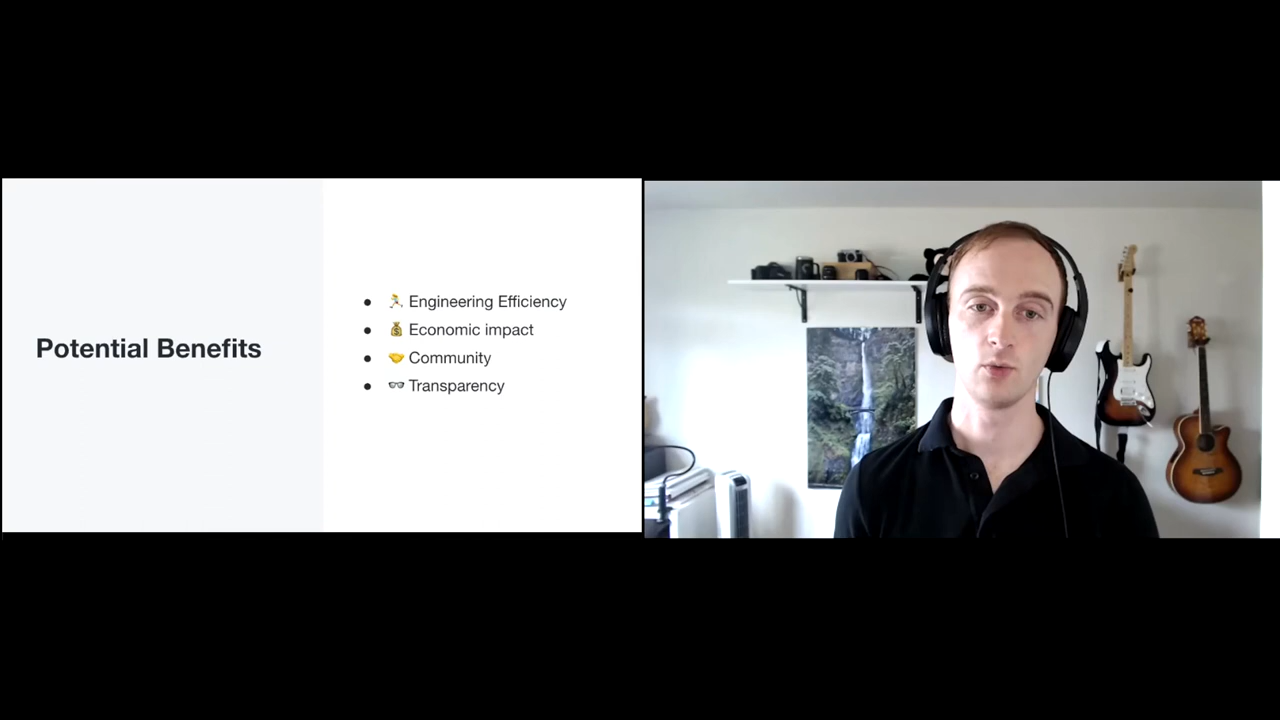 Potential Benefits
● 🏃 Engineering Efficiency
● 💰 Economic impact
● 🤝 Community
● 👓 Transparency